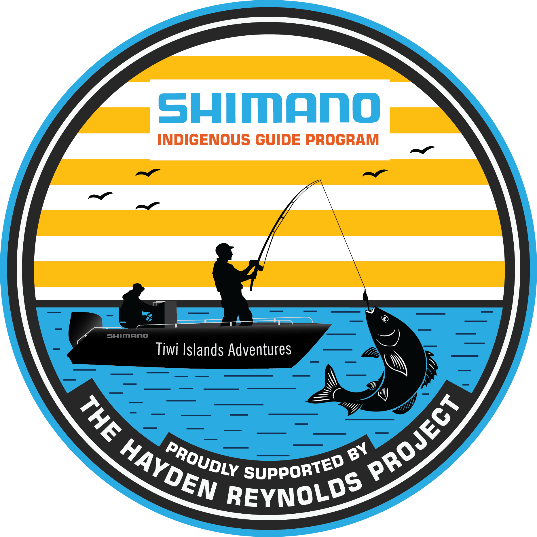 SHIMANO
INDIGENOUS GUIDE PROGRAM
SHIMANO
Tiwi Islands Adventures
PROUDLY SUPPORTED BY
THE HAYDEN REYNOLDS PROJECT